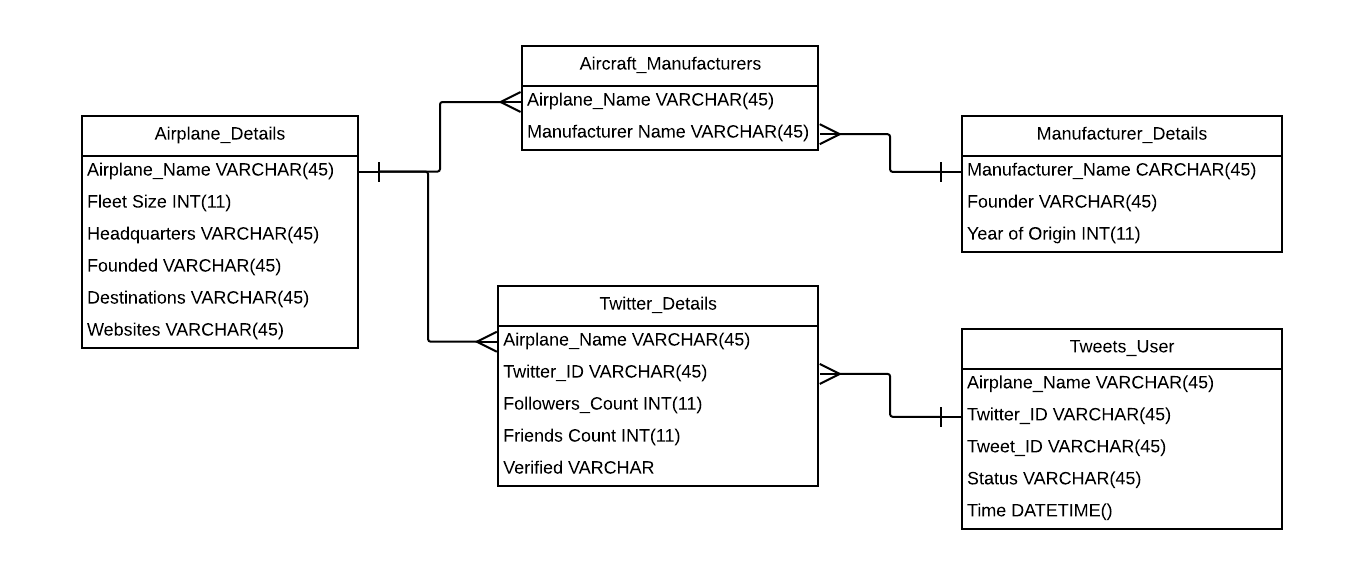 Aircraft_Manufacturers
Airplane_Name VARCHAR(45)
Manufacturer Name VARCHAR(45)
Airplane_Details
Airplane_Name VARCHAR(45)
Fleet Size INT(11)
Headquarters VARCHAR(45)
Founded VARCHAR(45)
Destinations VARCHAR(45)
Websites VARCHAR(45)
Manufacturer_Details
Manufacturer_Name CARCHAR(45)
Founder VARCHAR(45)
Year of Origin INT(11)
Twitter_Details
Airplane_Name VARCHAR(45)
Twitter_ID VARCHAR(45)
Followers_Count INT(11)
Friends Count INT(11)
Verified VARCHAR
Tweets_User
Airplane_Name VARCHAR(45)
Twitter_ID VARCHAR(45)
Tweet_ID VARCHAR(45)
Status VARCHAR(45)
Time DATETIME()